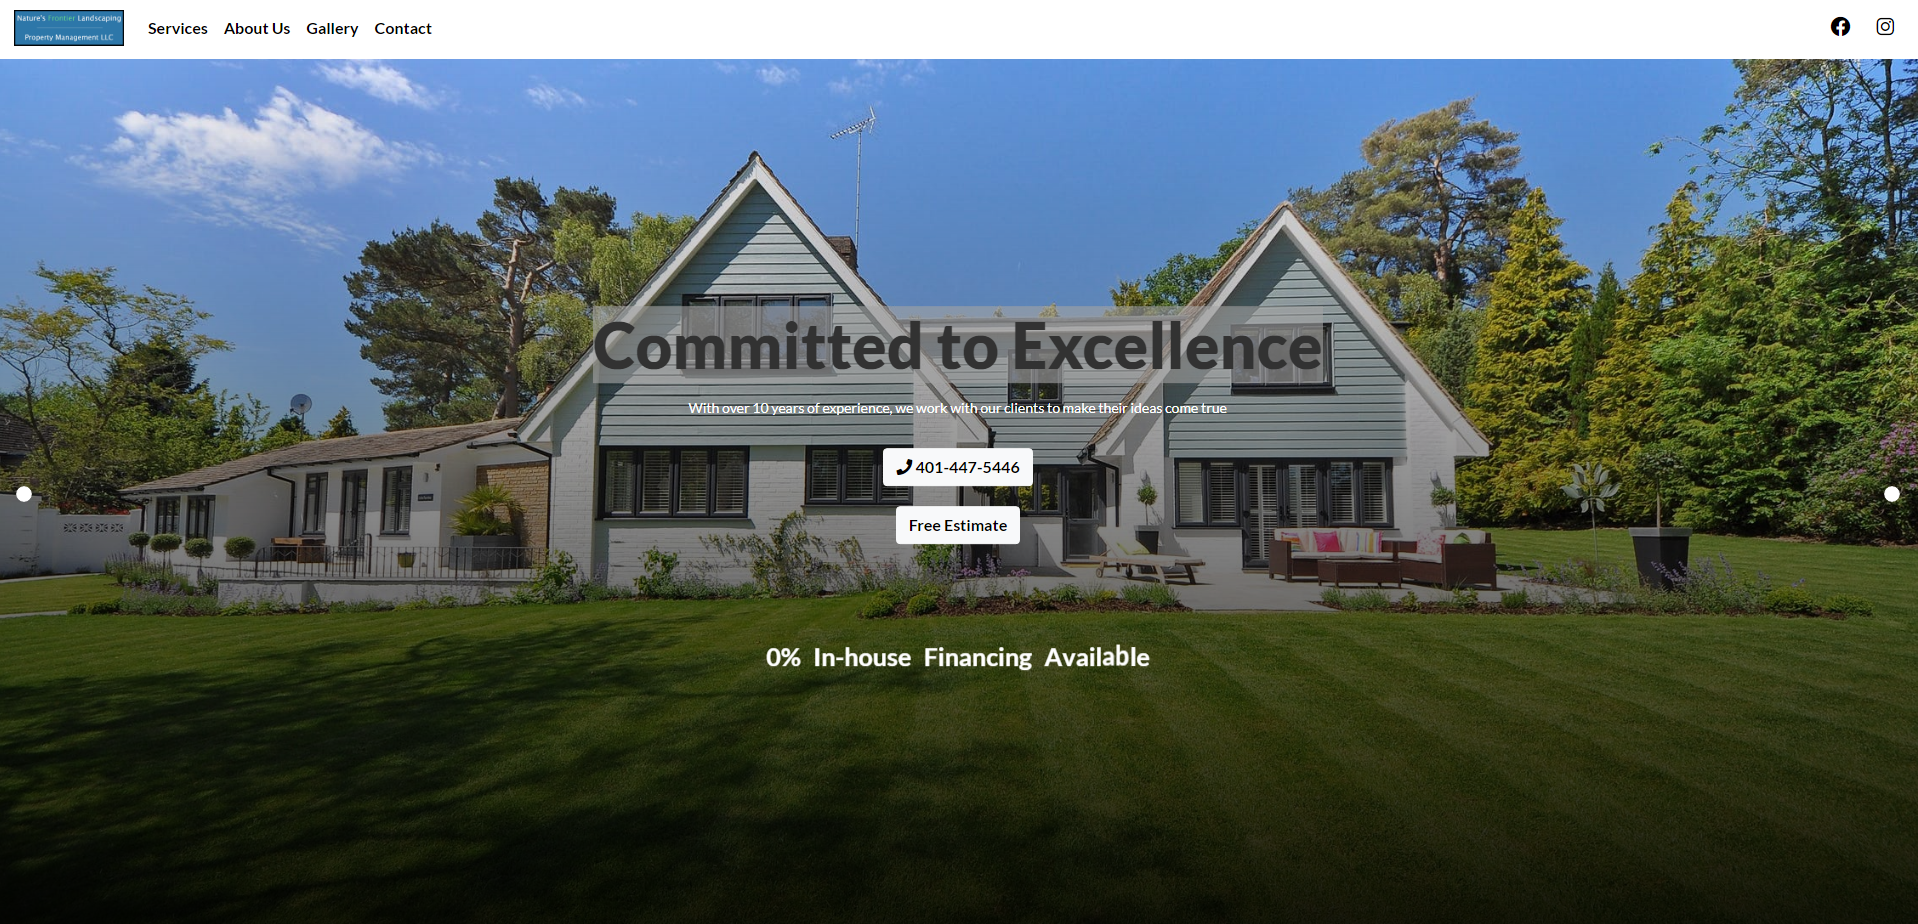 Nature's Frontier Landscaping
Property Management LLC
Services About Us Gallery Contact
Committed to Excellence
With over 10 years of experience, we work with our clients to make their ideas come true
401-447-5446
Free Estimate
0% In-house Financing Available